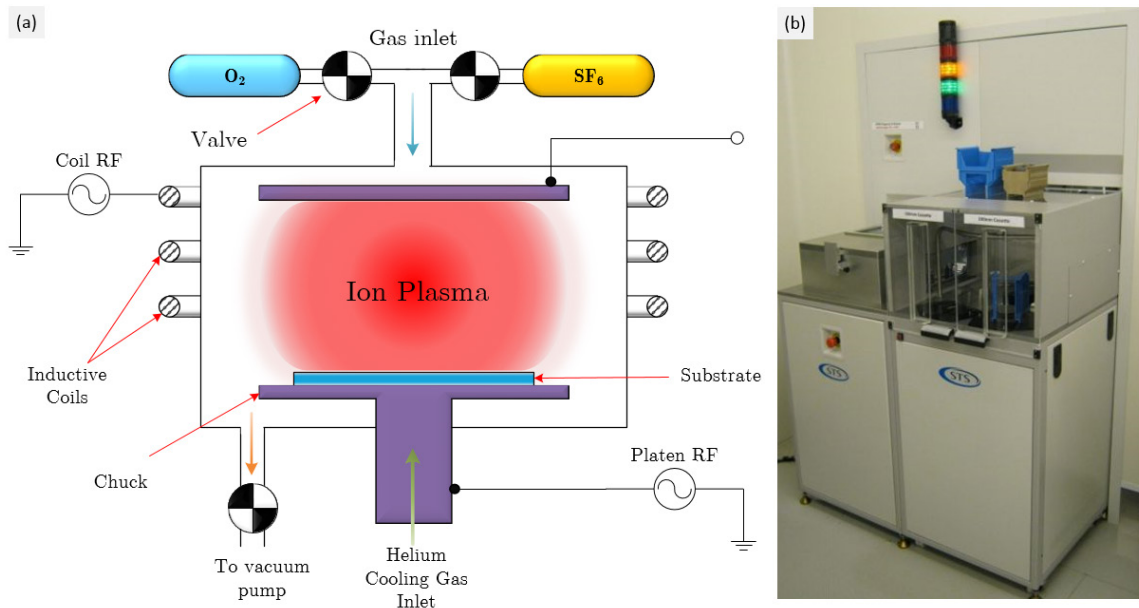 (a)
Gas inlet
O₂
SF₆
Valve
Coil RF
Ion Plasma
Inductive
Coils
Substrate
Chuck
Platen RF
To vacuum
pump
Helium
Cooling Gas
Inlet
(b)
STS
STS